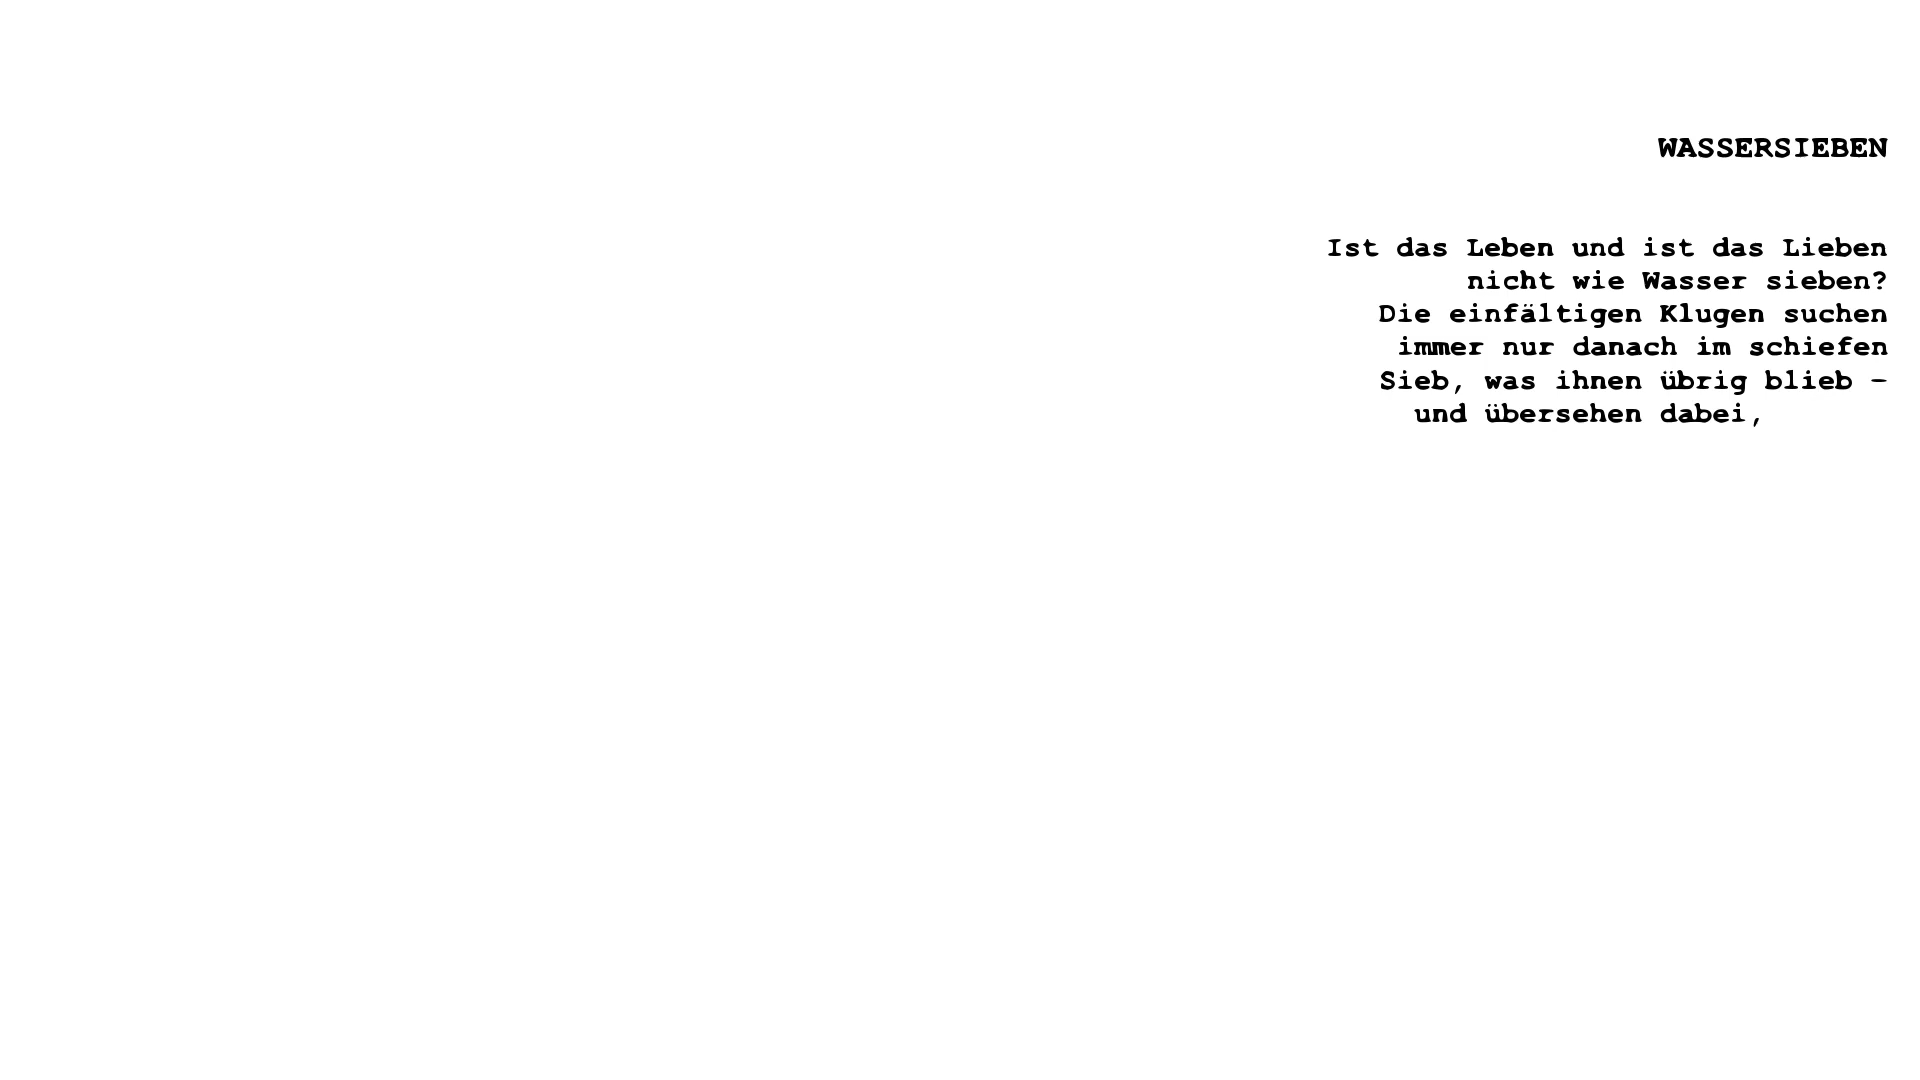 WASSERSIEBEN
Ist das Leben und ist das Lieben
nicht wie Wasser sieben?
Die einfältigen Klugen suchen
immer nur danach im schiefen
Sieb, was ihnen übrig blieb –
und übersehen dabei,